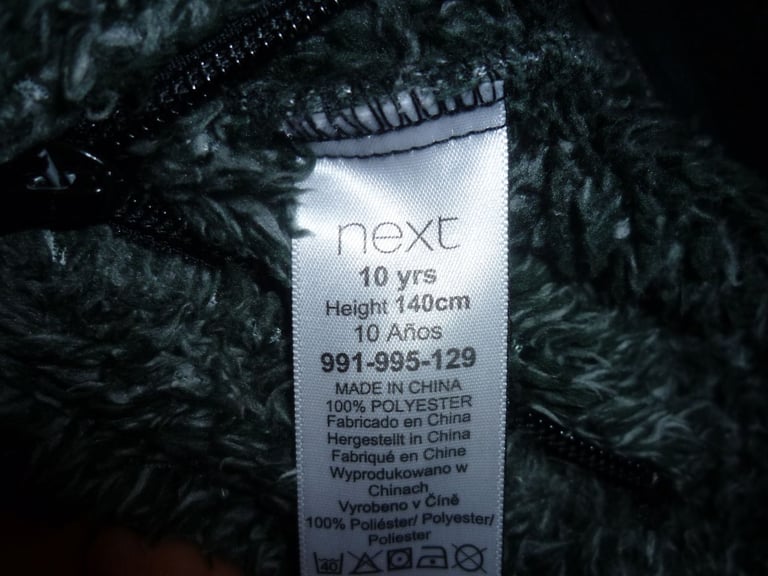 next
10 yrs
Height 140cm
10 Años
991-995-129
MADE IN CHINA
100% POLYESTER
Fabricado en China
Hergestellt in China
Fabriqué en Chine
Wyprodukowano w
Chinach
Vyrobeno v Číně
100% Poliéster/ Polyester/
Poliester
40